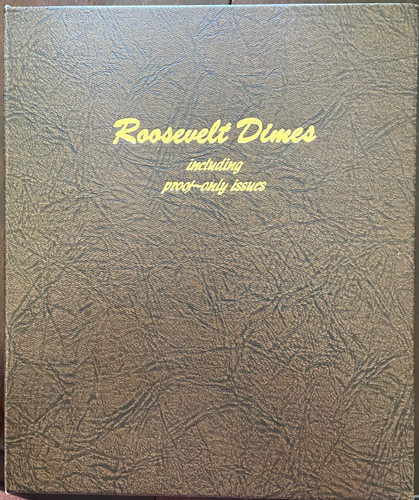 Roosevelt Dimes
including
proof-only issues